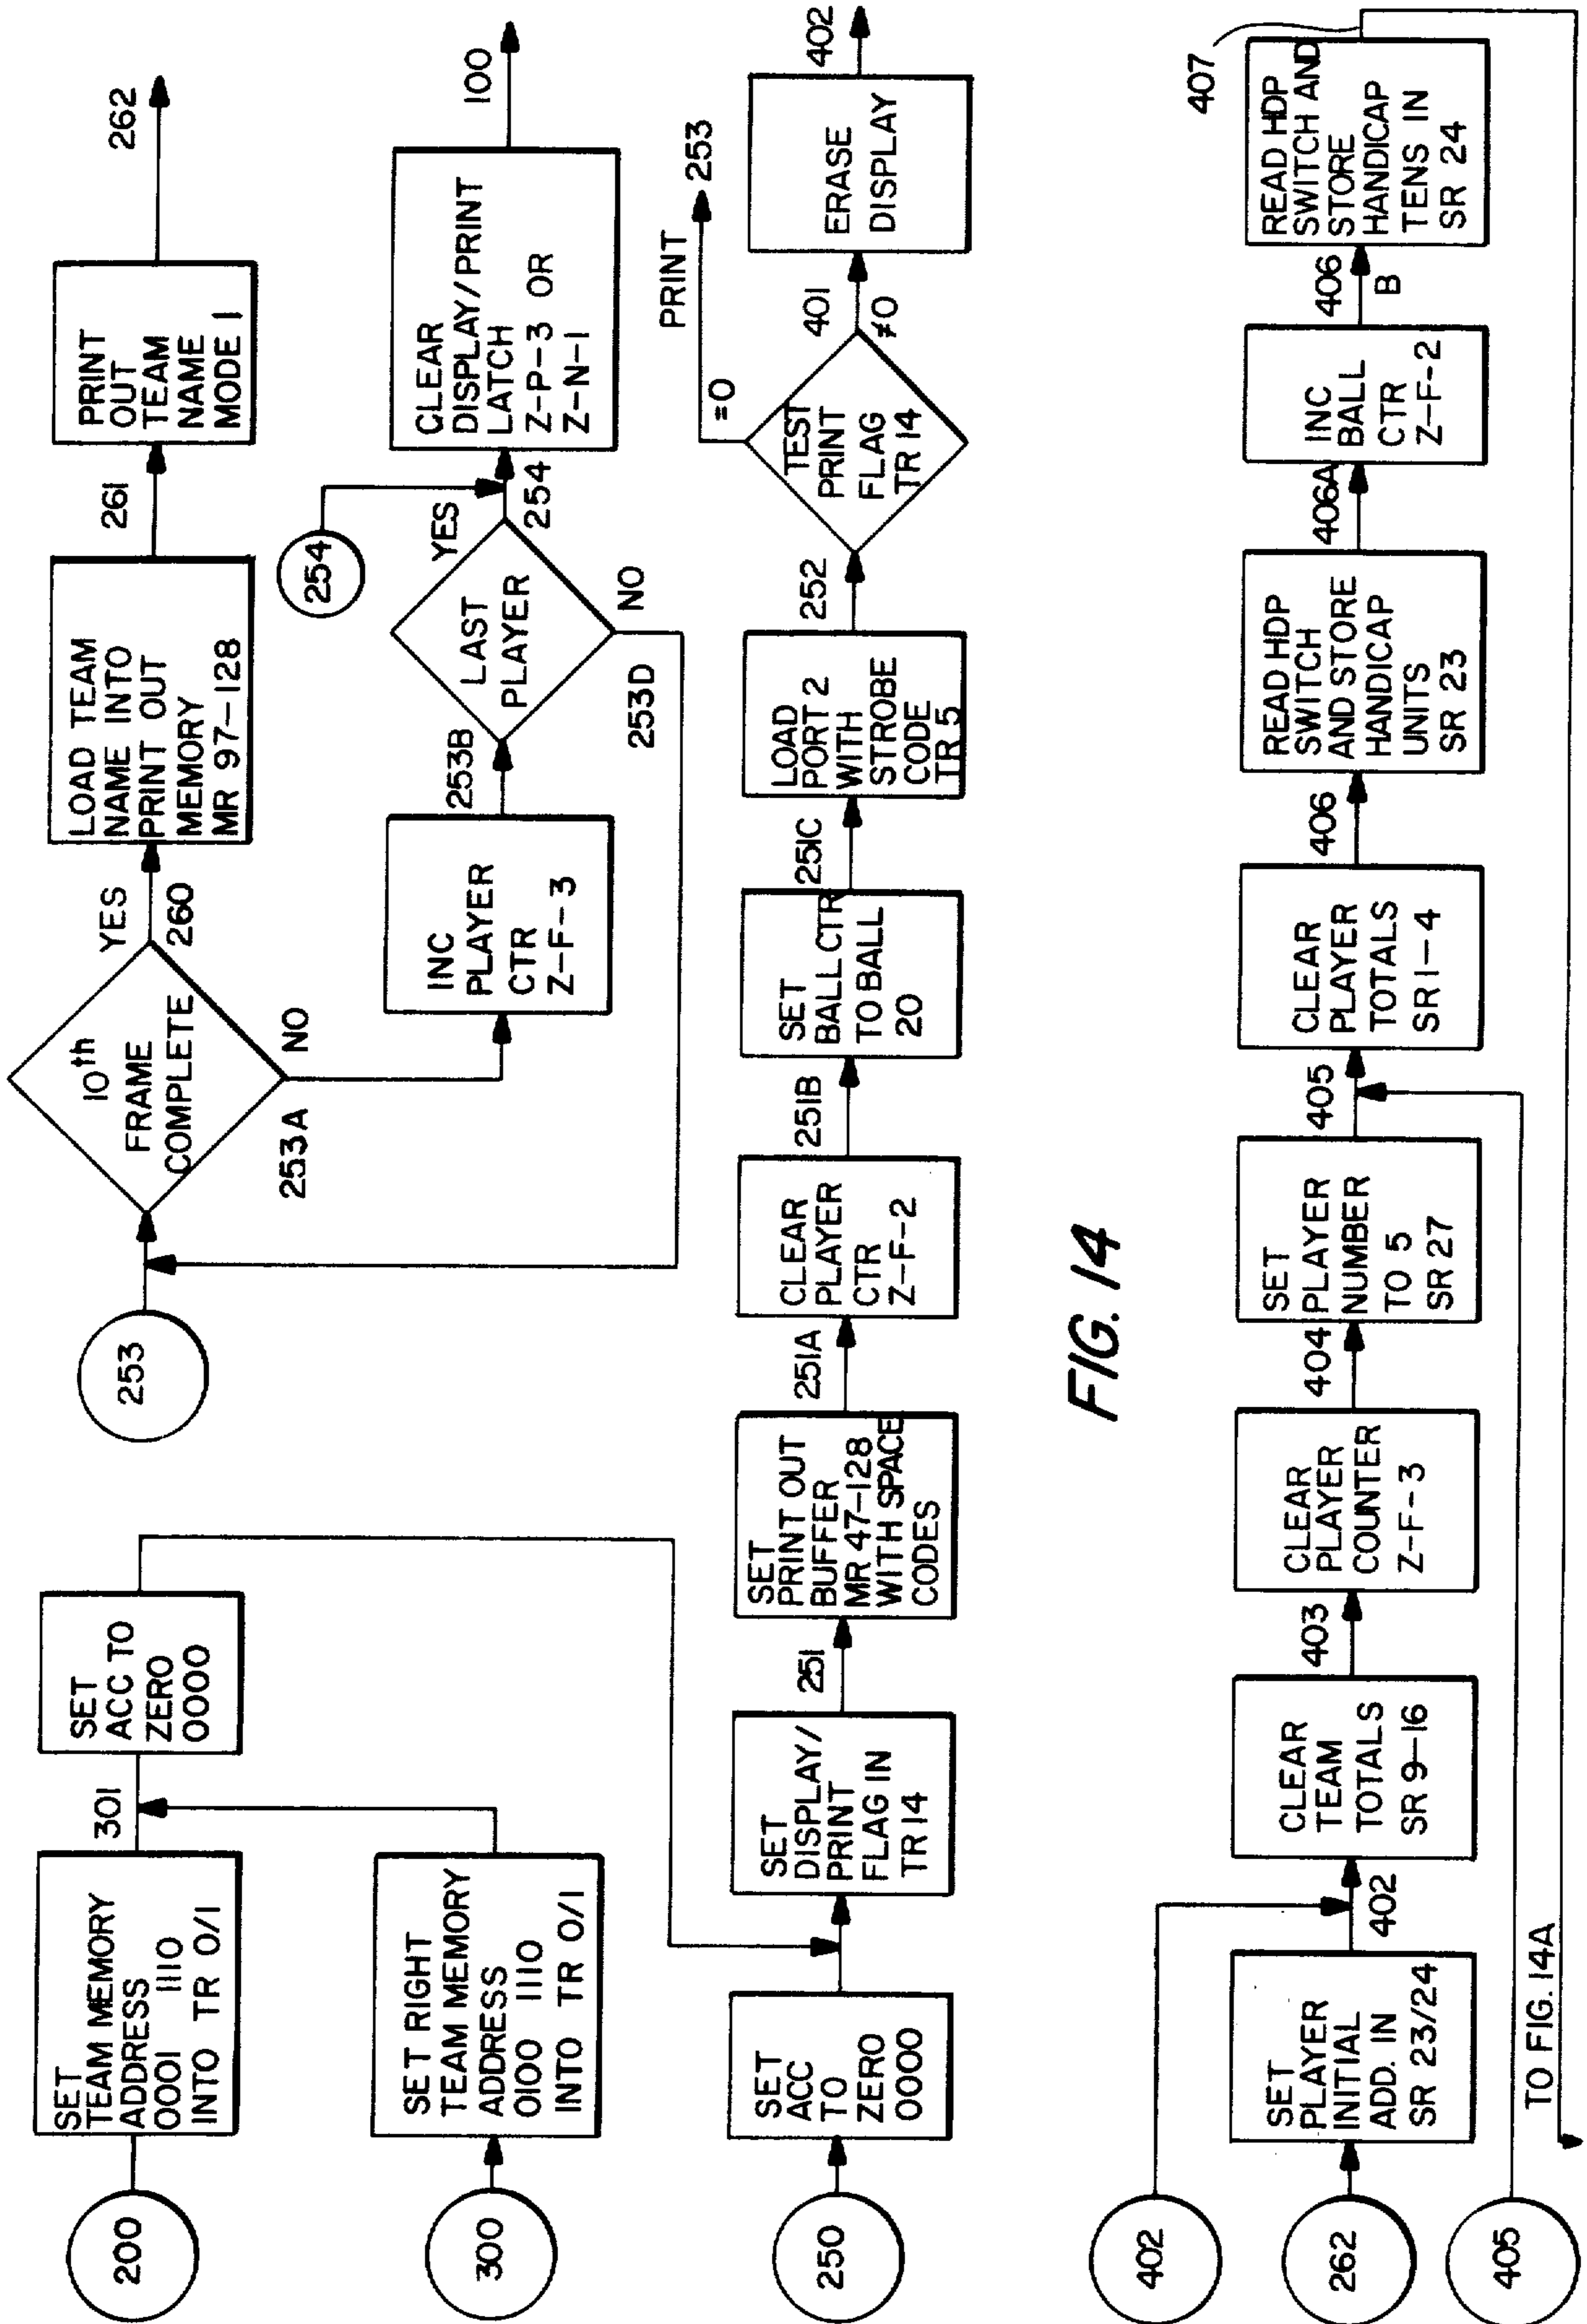 200
SET
TEAM MEMORY
ADDRESS
0001 1110
INTO TR 0/1
301
SET
ACC TO
ZERO
0000
300
SET RIGHT
TEAM MEMORY
ADDRESS
0100 1110
INTO TR 0/1
253
10th
FRAME
COMPLETE
YES
260
NO
253A
LOAD TEAM
NAME INTO
PRINT OUT
MEMORY
MR 97-128
261
PRINT
OUT
TEAM
NAME
MODE 1
262
INC
PLAYER
CTR
Z-F-3
253B
LAST
PLAYER
YES
254
NO
253D
254
CLEAR
DISPLAY/PRINT
LATCH
Z-P-3 OR
Z-N-1
100
250
SET
ACC
TO
ZERO
0000
SET
DISPLAY/
PRINT
FLAG IN
TR 14
251
SET
PRINT OUT
BUFFER
MR 47-128
WITH SPACE
CODES
251A
CLEAR
PLAYER
CTR
Z-F-2
251B
SET
BALL CTR
TO BALL
20
251C
LOAD
PORT 2
WITH
STROBE
CODE
TR 5
252
TEST
PRINT
FLAG
TR 14
=0
PRINT
253
401
≠0
ERASE
DISPLAY
402
FIG. 14
402
262
SET
PLAYER
INITIAL
ADD. IN
SR 23/24
402
CLEAR
TEAM
TOTALS
SR 9-16
403
CLEAR
PLAYER
COUNTER
Z-F-3
404
SET
PLAYER
NUMBER
TO 5
SR 27
405
CLEAR
PLAYER
TOTALS
SR 1-4
406
READ HDP
SWITCH
AND STORE
HANDICAP
UNITS
SR 23
406A
INC
BALL
CTR
Z-F-2
406
B
READ HDP
SWITCH AND
STORE
HANDICAP
TENS IN
SR 24
407
405
TO FIG. 14A